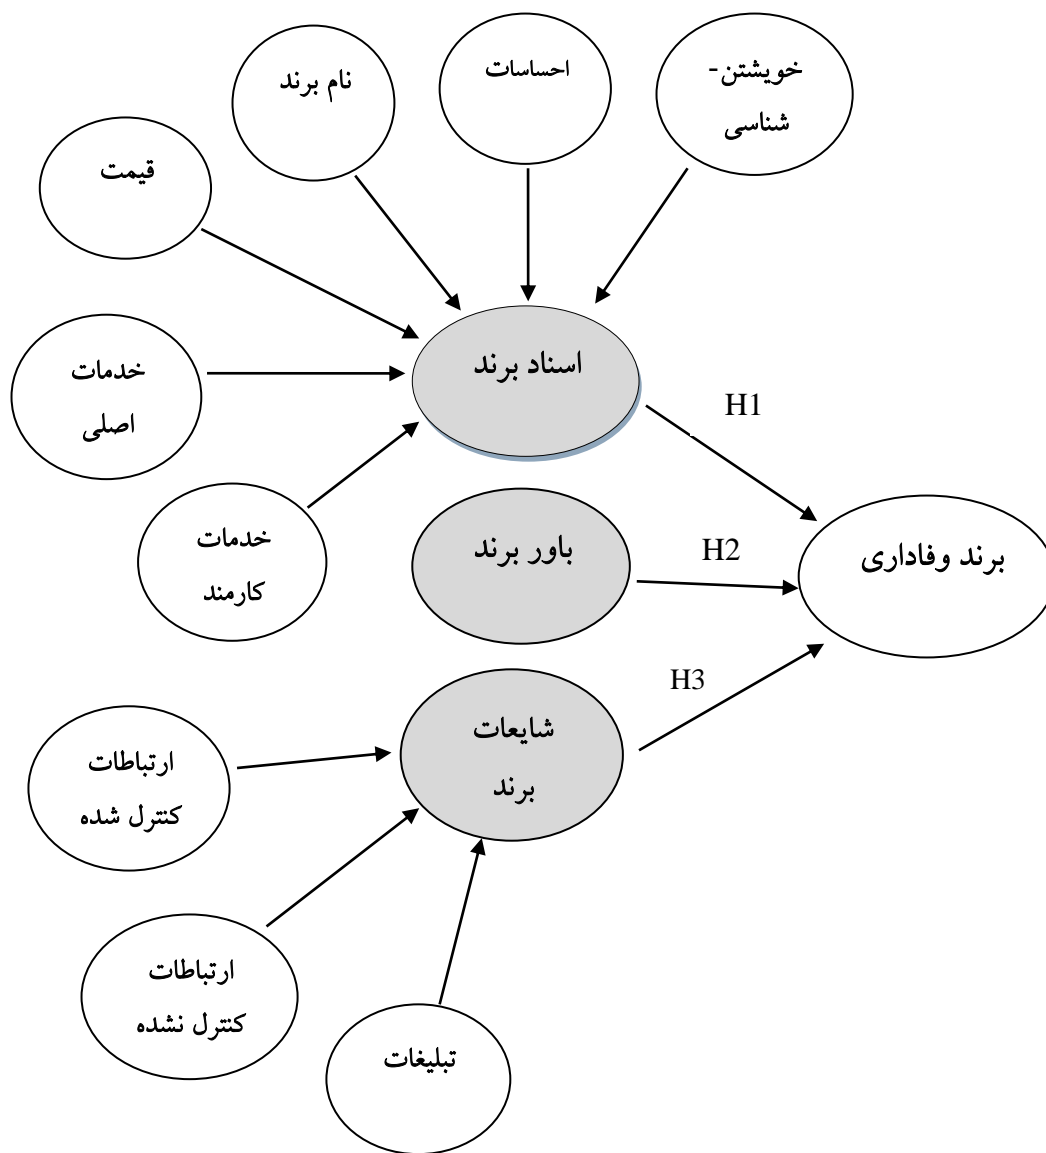 خویشتن-
شناسی
احساسات
نام برند
قیمت
اسناد برند
خدمات
اصلی
H1
خدمات
کارمند
باور برند
H2
برند وفاداری
H3
شایعات
برند
ارتباطات
کنترل شده
ارتباطات
کنترل نشده
تبلیغات